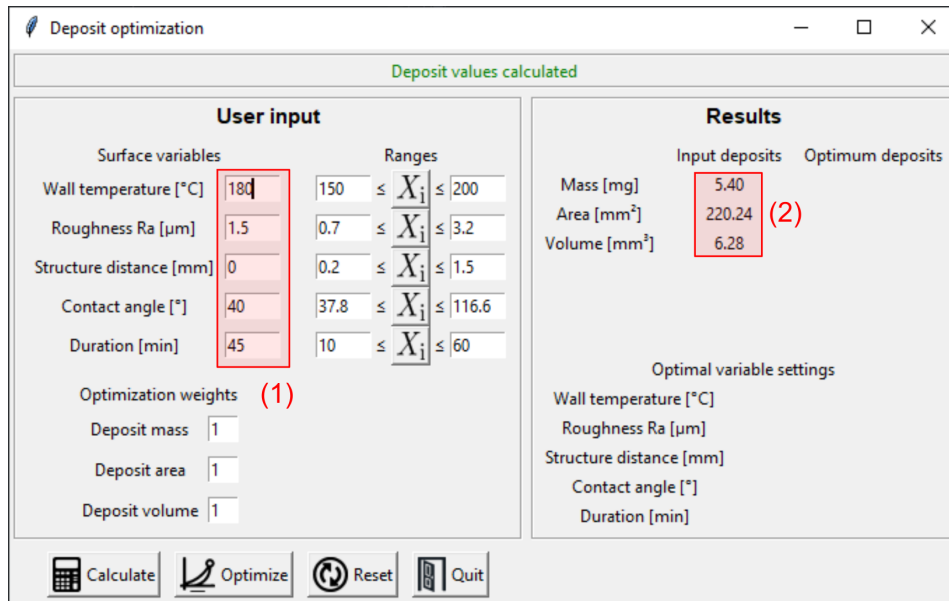 Deposit optimization
Deposit values calculated
User input
Surface variables Ranges
Wall temperature [°C] 180 150 ≤ Xi ≤ 200
Roughness Ra [µm] 1.5 0.7 ≤ Xi ≤ 3.2
Structure distance [mm] 0 0.2 ≤ Xi ≤ 1.5
Contact angle [°] 40 37.8 ≤ Xi ≤ 116.6
Duration [min] 45 10 ≤ Xi ≤ 60
(1)
Optimization weights
Deposit mass 1
Deposit area 1
Deposit volume 1
Results
Input deposits Optimum deposits
Mass [mg] 5.40
Area [mm²] 220.24 (2)
Volume [mm³] 6.28
Optimal variable settings
Wall temperature [°C]
Roughness Ra [µm]
Structure distance [mm]
Contact angle [°]
Duration [min]
Calculate Optimize Reset Quit